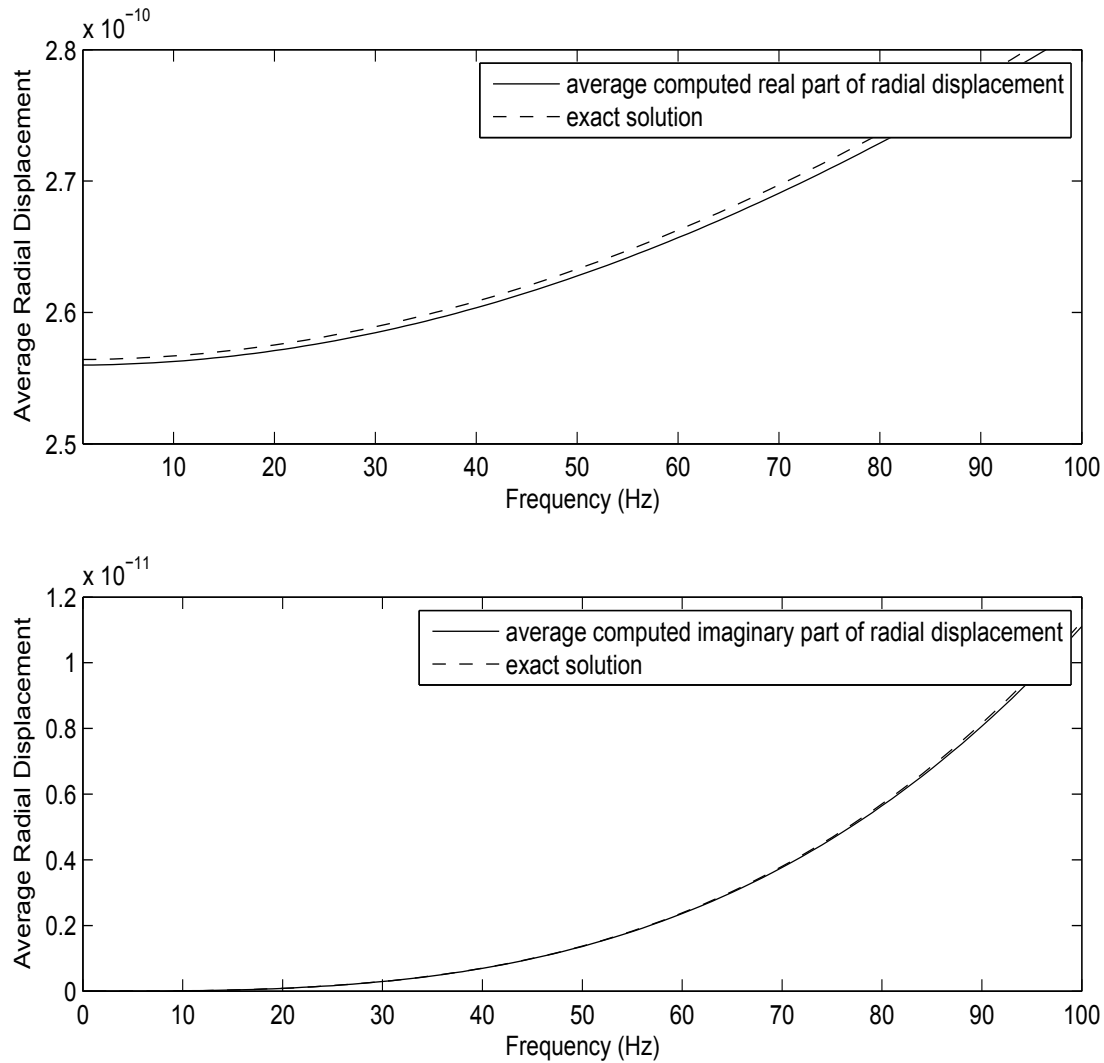 x 10⁻¹⁰
2.8
2.7
2.6
2.5
Average Radial Displacement
average computed real part of radial displacement
exact solution
10 20 30 40 50 60 70 80 90 100
Frequency (Hz)
x 10⁻¹¹
1.2
1
0.8
0.6
0.4
0.2
0
Average Radial Displacement
average computed imaginary part of radial displacement
exact solution
0 10 20 30 40 50 60 70 80 90 100
Frequency (Hz)